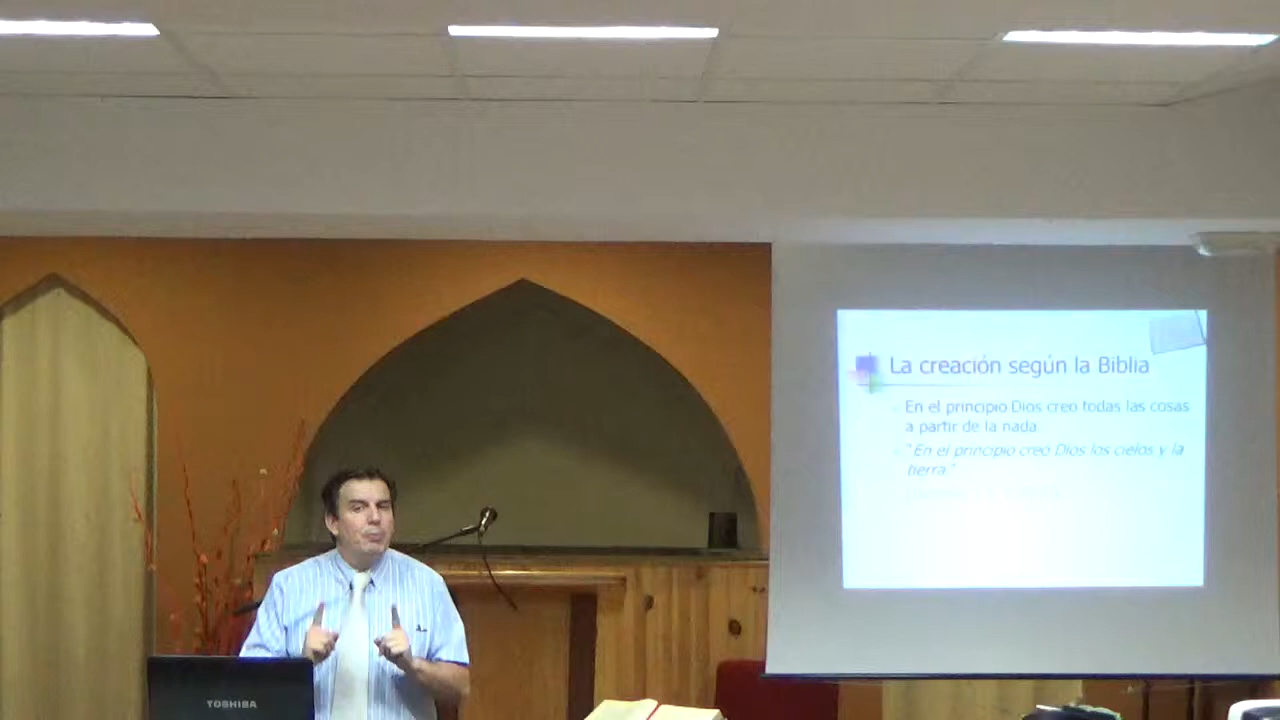 La creación según la Biblia
En el principio Dios creo todas las cosas
a partir de la nada
"En el principio creó Dios los cielos y la
tierra."
TOSHIBA